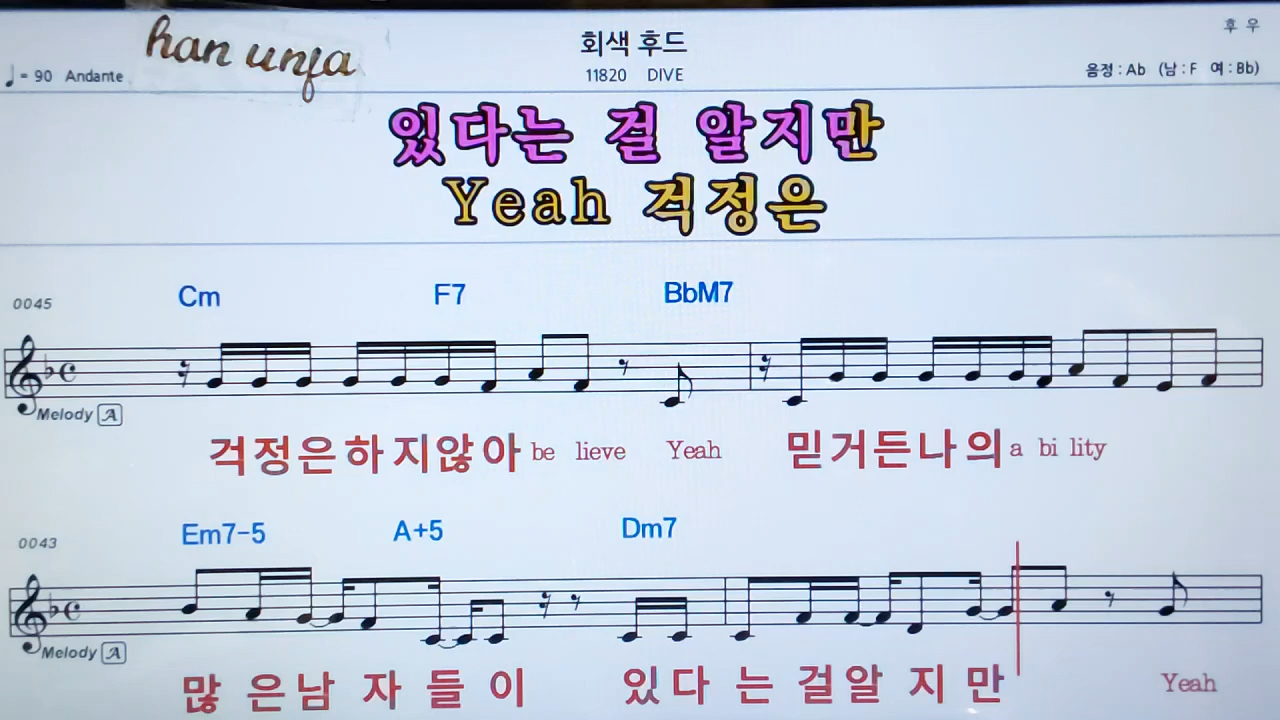 han unja
회색 후드
후 우
♩= 90 Andante
11820 DIVE
음정 : Ab (남 : F 여 : Bb)
있다는 걸 알지만
Yeah 걱정은
0045
Cm F7 BbM7
Melody A
걱정은하지않아 be lieve Yeah 믿거든나의 a bi lity
0043
Em7-5 A+5 Dm7
Melody A
많 은남 자 들 이 있다 는 걸알 지 만 Yeah